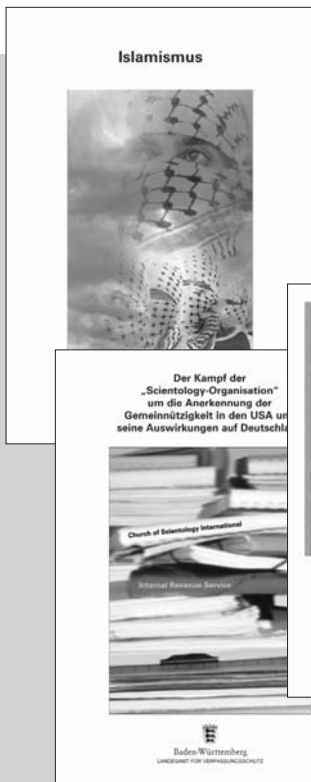 Islamismus
Der Kampf der
„Scientology-Organisation"
um die Anerkennung der
Gemeinnützigkeit in den USA un
seine Auswirkungen auf Deutschla
Church of Scientology International
Internal Revenue Service
Baden-Württemberg
LANDESAMT FÜR VERFASSUNGSSCHUTZ